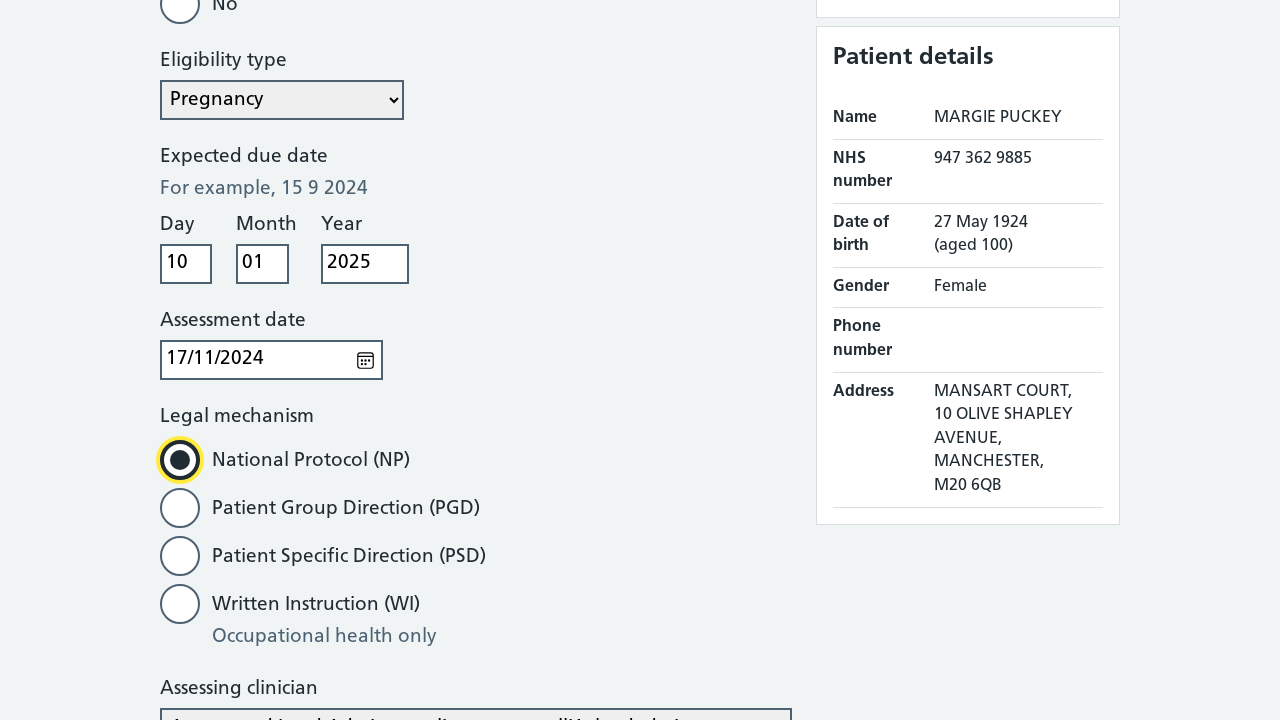 No
Eligibility type
Pregnancy
Expected due date
For example, 15 9 2024
Day Month Year
10 01 2025
Assessment date
17/11/2024
Legal mechanism
National Protocol (NP)
Patient Group Direction (PGD)
Patient Specific Direction (PSD)
Written Instruction (WI)
Occupational health only
Assessing clinician
Patient details
Name MARGIE PUCKEY
NHS number 947 362 9885
Date of birth 27 May 1924
(aged 100)
Gender Female
Phone number
Address MANSART COURT,
10 OLIVE SHAPLEY
AVENUE,
MANCHESTER,
M20 6QB